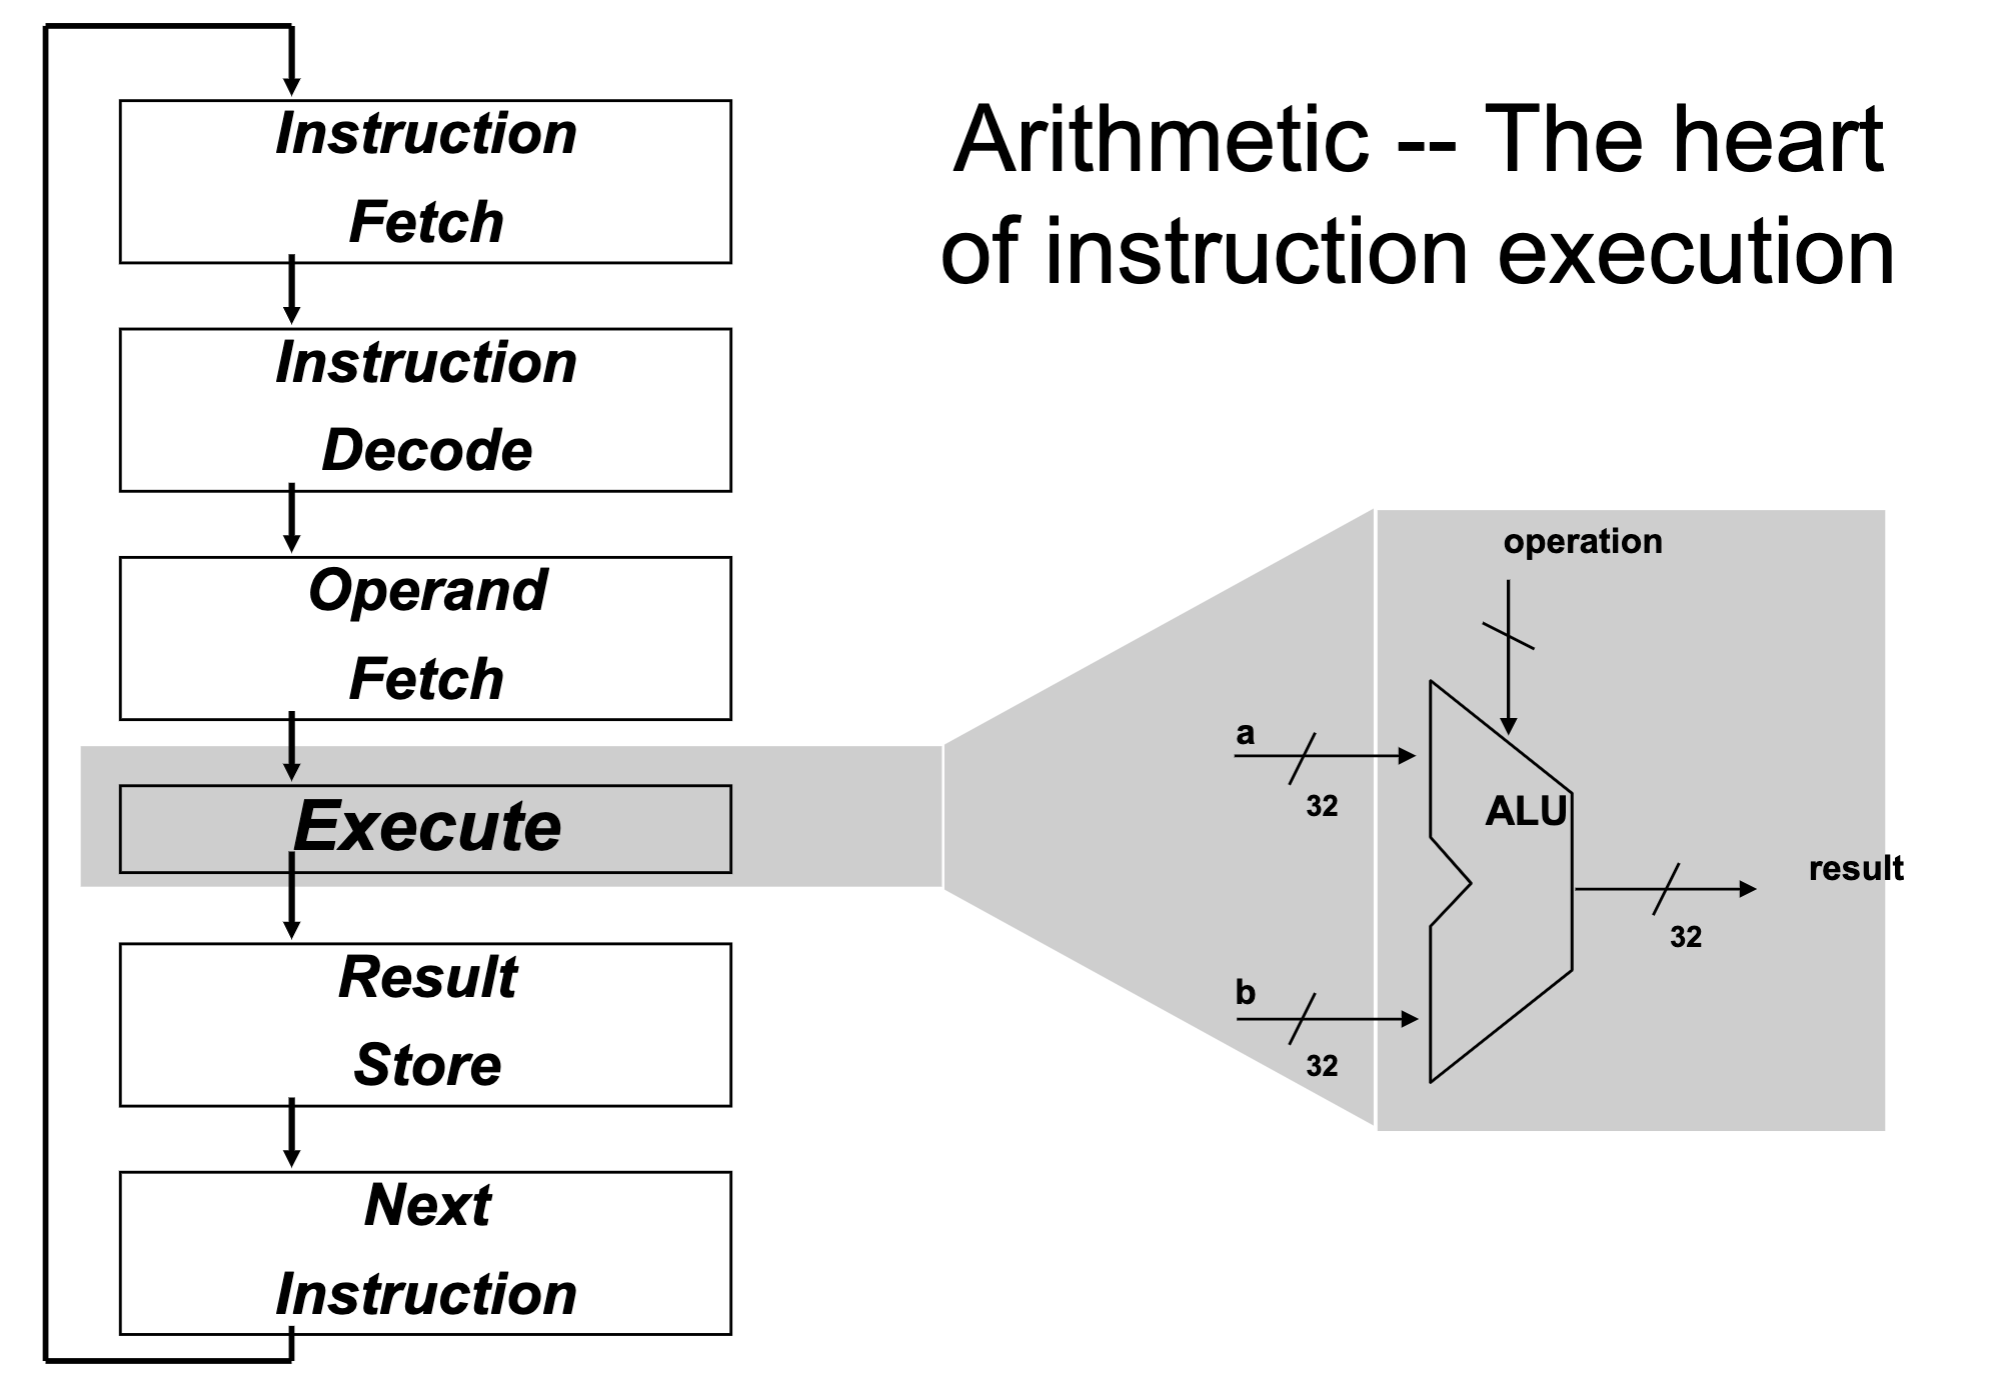 Arithmetic -- The heart
of instruction execution
Instruction
Fetch
Instruction
Decode
Operand
Fetch
Execute
Result
Store
Next
Instruction
operation
a
32
ALU
result
32
b
32